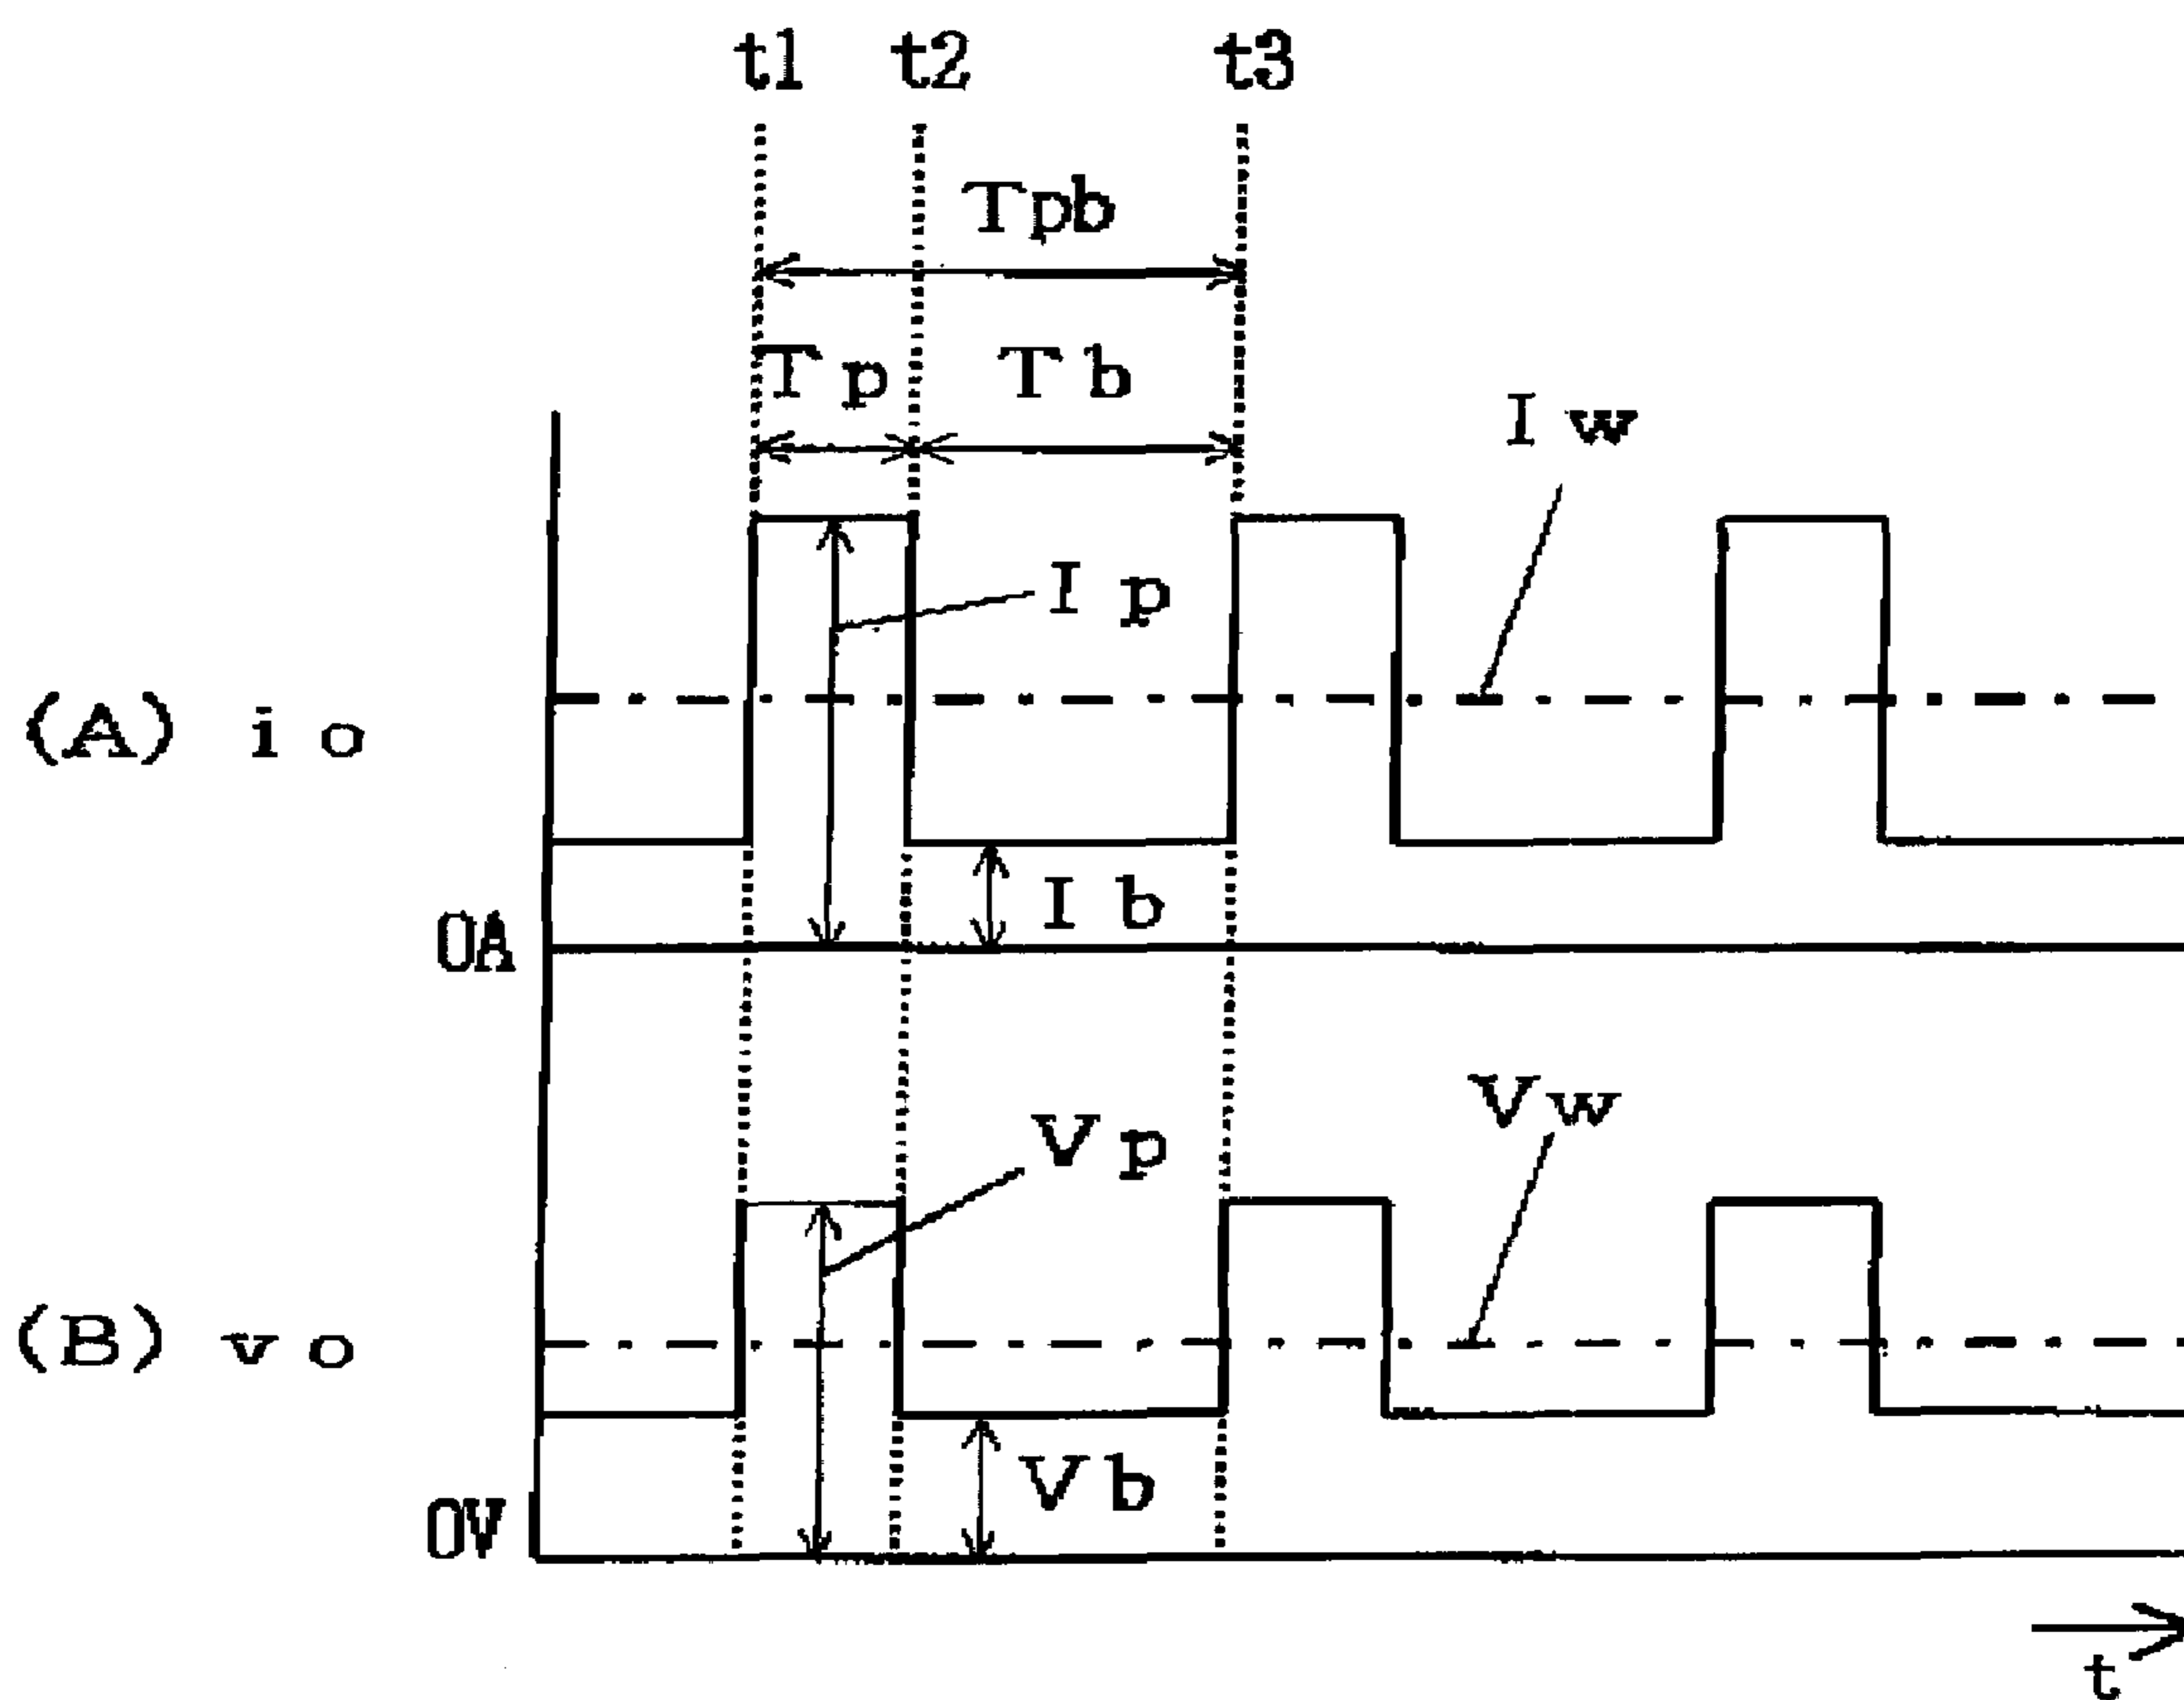 t1 t2 t3
Tpb
Tp Tb
Iw
Ip
(A) io
Ib
0A
Vw
Vp
(B) vo
Vb
0V
t